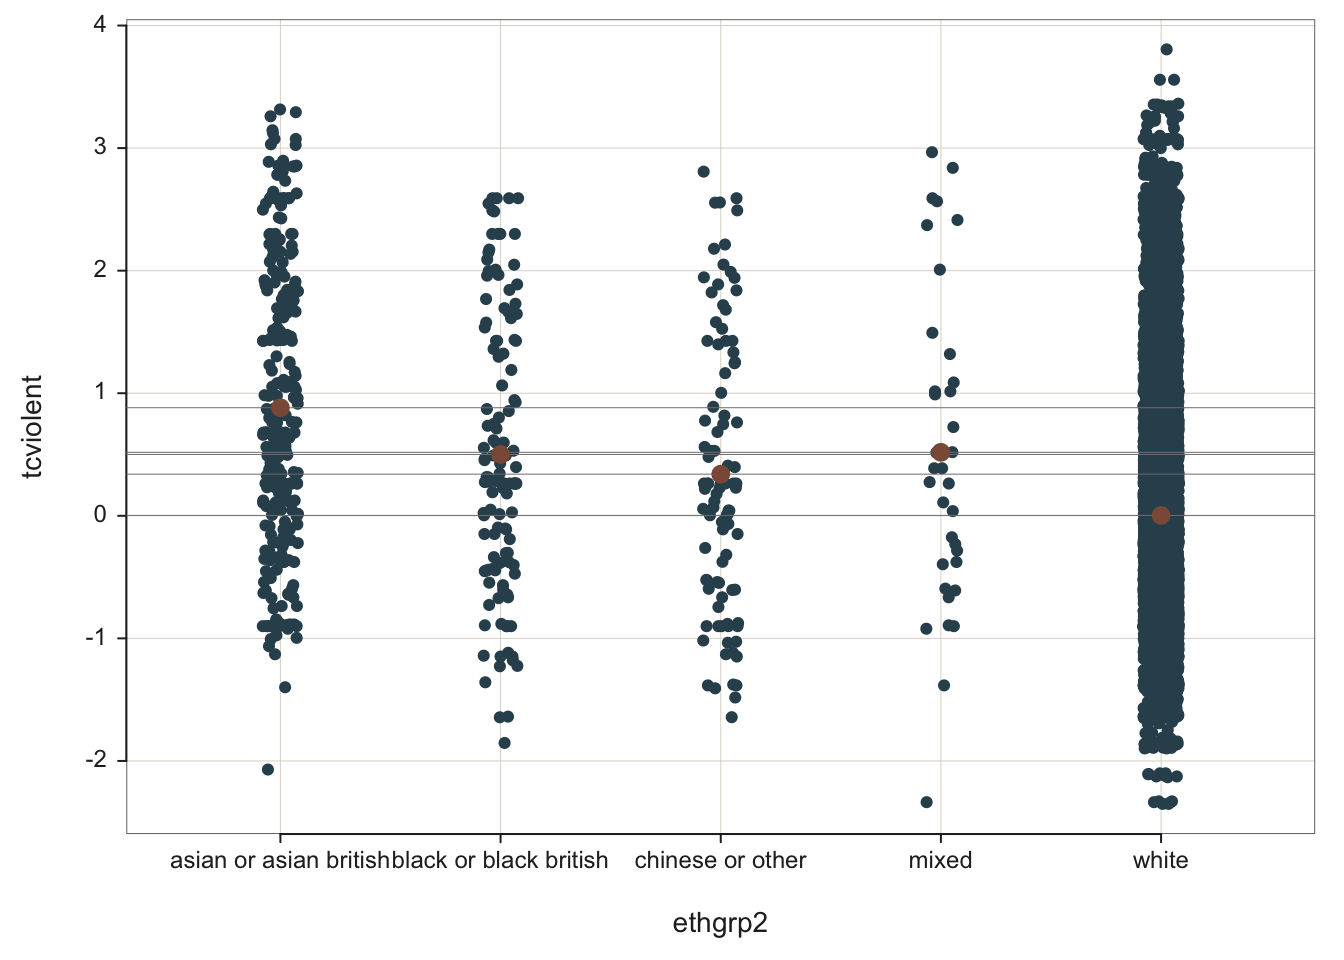 4
3
2
1
0
-1
-2
tcviolent
asian or asian british black or black british chinese or other mixed white
ethgrp2